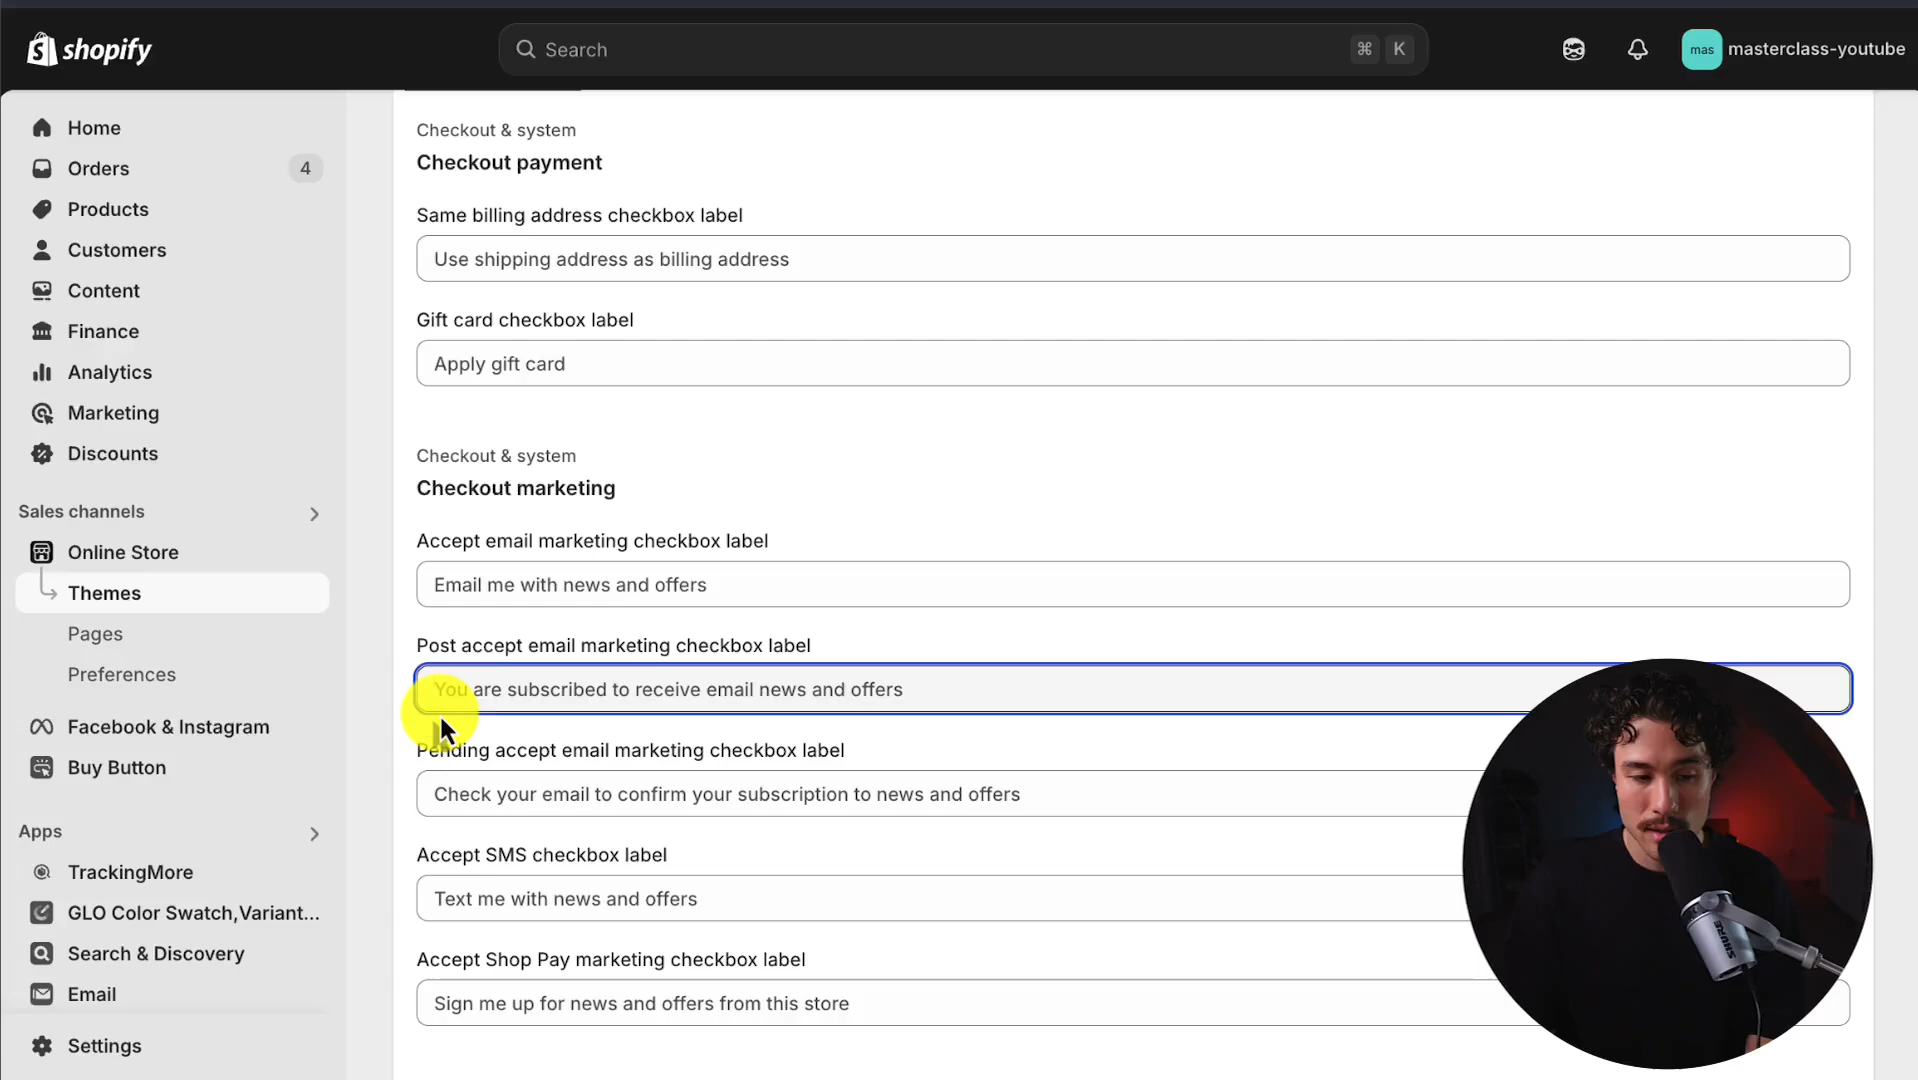 shopify
Search
⌘ K
mas
masterclass-youtube
Home
Orders
4
Products
Customers
Content
Finance
Analytics
Marketing
Discounts
Sales channels
Online Store
Themes
Pages
Preferences
Facebook & Instagram
Buy Button
Apps
TrackingMore
GLO Color Swatch,Variant...
Search & Discovery
Email
Settings
Checkout & system
Checkout payment
Same billing address checkbox label
Use shipping address as billing address
Gift card checkbox label
Apply gift card
Checkout & system
Checkout marketing
Accept email marketing checkbox label
Email me with news and offers
Post accept email marketing checkbox label
You are subscribed to receive email news and offers
Pending accept email marketing checkbox label
Check your email to confirm your subscription to news and offers
Accept SMS checkbox label
Text me with news and offers
Accept Shop Pay marketing checkbox label
Sign me up for news and offers from this store
SHURE